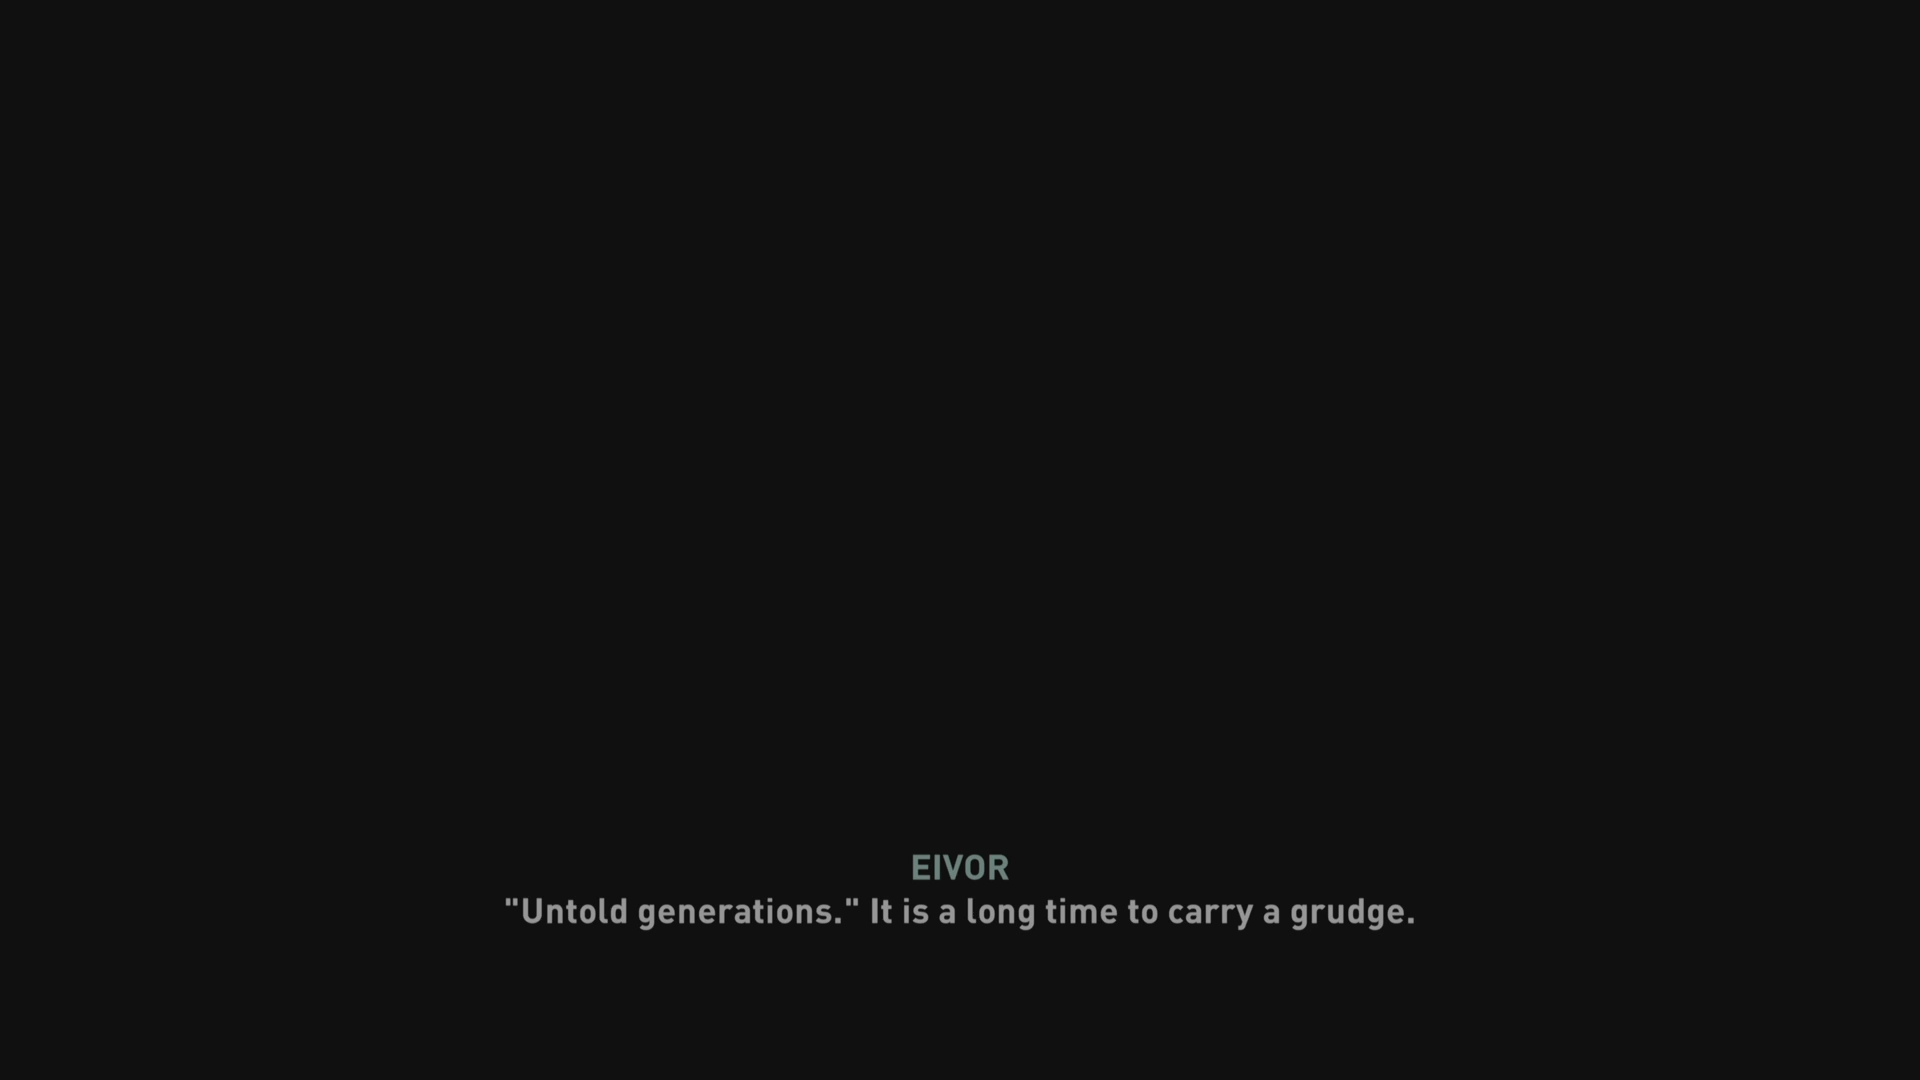 EIVOR
"Untold generations." It is a long time to carry a grudge.